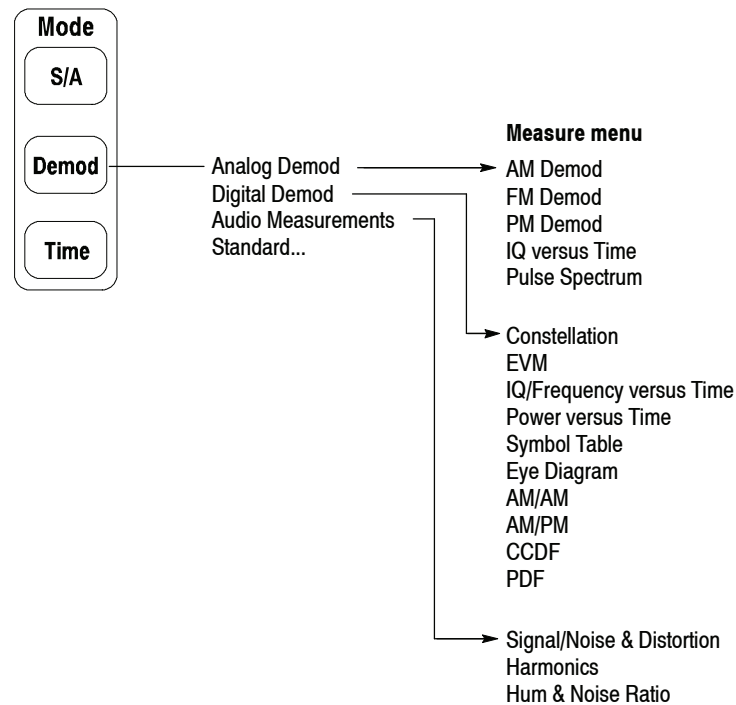 Mode
S/A
Demod
Time
Analog Demod
Digital Demod
Audio Measurements
Standard...
Measure menu
AM Demod
FM Demod
PM Demod
IQ versus Time
Pulse Spectrum
Constellation
EVM
IQ/Frequency versus Time
Power versus Time
Symbol Table
Eye Diagram
AM/AM
AM/PM
CCDF
PDF
Signal/Noise & Distortion
Harmonics
Hum & Noise Ratio